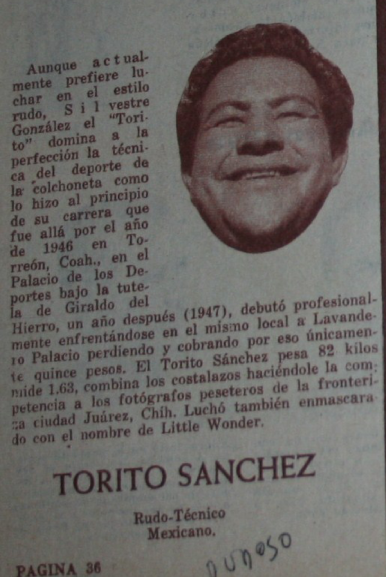 Aunque actual-
mente prefiere lu-
char en el estilo
rudo, Silvestre
González el "Tori-
to" domina a la
perfección la técni-
ca del deporte de
la colchoneta como
lo hizo al principio
de su carrera que
fue allá por el año
de 1946 en To-
rreón, Coah., en el
Palacio de los De-
portes bajo la tute-
la de Giraldo del
Hierro, un año después (1947), debutó profesional-
mente enfrentándose en el mismo local a Lavande-
ro Palacio perdiendo y cobrando por eso únicamen-
te quince pesos. El Torito Sánchez pesa 82 kilos
mide 1.63, combina los costalazos haciéndole la com-
petencia a los fotógrafos peseteros de la fronteri-
za ciudad Juárez, Chih. Luchó también enmascara-
do con el nombre de Little Wonder.
TORITO SANCHEZ
Rudo-Técnico
Mexicano.
PAGINA 36